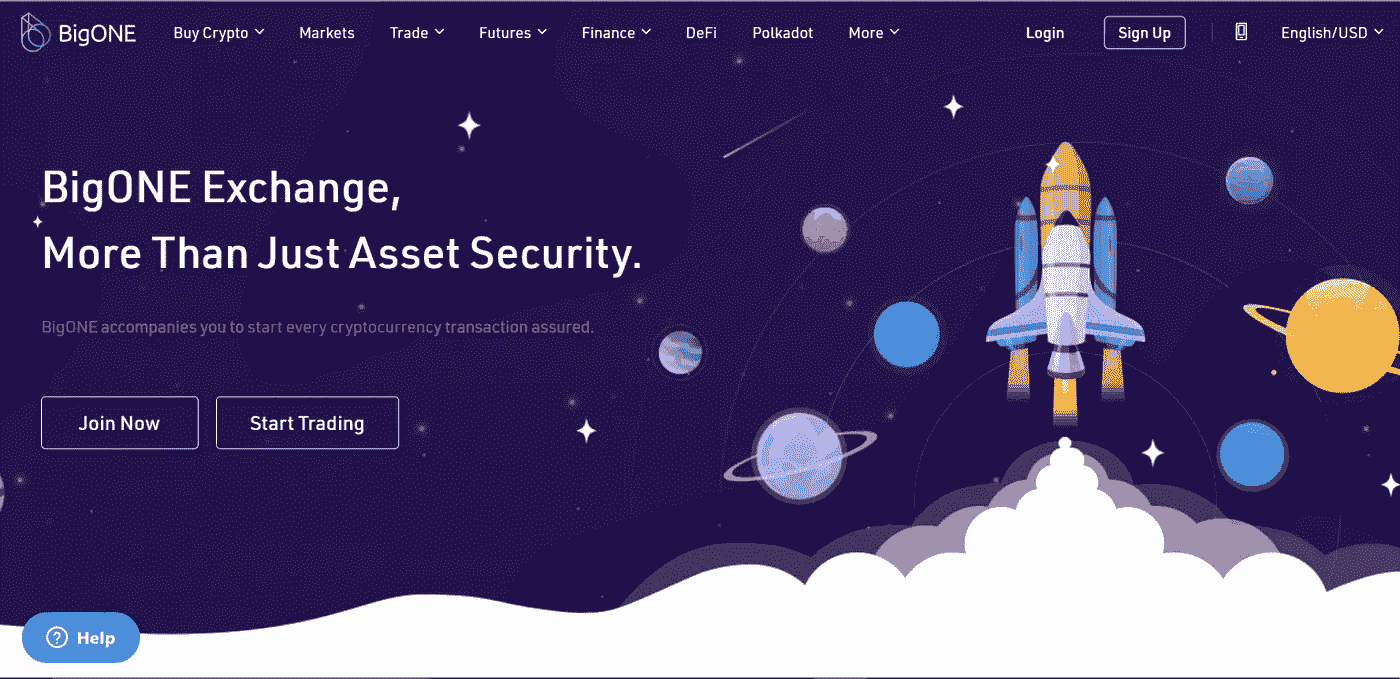 BigONE Buy Crypto Markets Trade Futures Finance DeFi Polkadot More Login Sign Up English/USD
BigONE Exchange,
More Than Just Asset Security.
BigONE accompanies you to start every cryptocurrency transaction assured.
Join Now Start Trading
? Help